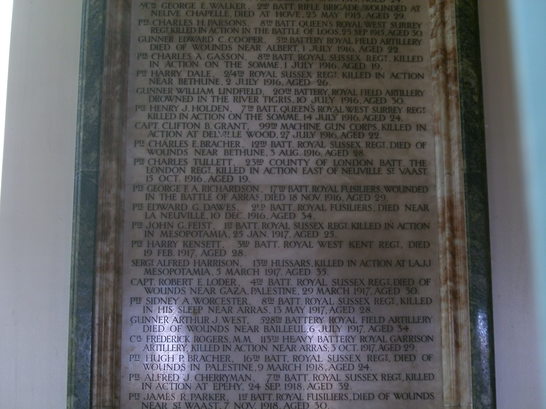 GEORGE E. WALKER, 2ND BATT. RIFLE BRIGADE, WOUNDED AT
NEUVE CHAPELLE, DIED AT HOVE, 23 MAY 1915, AGED 29.
PTE CHARLES H. PARSONS, 8TH BATT. QUEEN'S ROYAL WEST SURREY
REGT. KILLED IN ACTION IN THE BATTLE OF LOOS, 25 SEP 1915, AGED 30.
GUNNER EDWARD C. COOPER, BATTERY ROYAL FIELD ARTILLERY
DIED OF WOUNDS NEAR ALBERT, 1 JULY 1916, AGED 22.
PTE CHARLES A. GASSON, 8TH BATT. ROYAL SUSSEX REGT. KILLED
IN ACTION ON THE SOMME, 1 JULY 1916, AGED 19.
PTE HARRY DALE, 2/4TH ROYAL SUSSEX REGT. KILLED IN ACTION
NEAR BETHUNE, 2 JULY 1916, AGED 26.
GUNNER WILLIAM LINDFIELD, 20TH BATTERY, ROYAL FIELD ARTILLERY
DROWNED IN THE RIVER TIGRIS, 10 JULY 1916, AGED 30.
PTE HENRY J. HOLDEN, 7TH BATT. QUEEN'S ROYAL WEST SURREY REGT.
KILLED IN ACTION ON THE SOMME, 14 JULY 1916, AGED 24.
CAPT. CLIFTON B. GRANT, 99TH MACHINE GUN CORPS, KILLED IN
ACTION AT DELVILLE WOOD, 27 JULY 1916, AGED 22.
PTE CHARLES E. BRACHER, 12TH BATT. ROYAL SUSSEX REGT. DIED OF
WOUNDS NEAR BETHUNE, 3 AUG. 1916, AGED 28.
PTE CHARLES TULLETT, 23RD COUNTY OF LONDON BATT. THE
LONDON REGT. KILLED IN ACTION EAST OF NEUVILLE ST VAAST,
13 OCT. 1916, AGED 19.
PTE GEORGE F. A. RICHARDSON, 17TH BATT. ROYAL FUSILIERS, WOUNDED
IN THE BATTLE OF ARRAS, DIED 18 NOV. 1916, AGED 29.
PTE EDWARD G. DAWES, 2ND BATT. ROYAL FUSILIERS, DIED NEAR
LA NEUVILLE, 10 DEC. 1916, AGED 34.
PTE JOHN G. FEIST, 1ST BATT. ROYAL SUSSEX REGT. KILLED IN ACTION
IN MESOPOTAMIA, 25 JAN. 1917, AGED 25.
PTE HARRY KENSETT, 3RD BATT. ROYAL WEST KENT REGT. DIED
19 FEB. 1917, AGED 28.
SERGT ALFRED HARRISON, 13TH HUSSARS, KILLED IN ACTION AT LAJJ
MESOPOTAMIA, 5 MARCH 1917, AGED 35.
CAPT. ROBERT E. LODER, 4TH BATT. ROYAL SUSSEX REGT. DIED OF
WOUNDS NEAR GAZA, PALESTINE, 29 MARCH 1917, AGED 30.
PTE SIDNEY A. WORCESTER, 8TH BATT. ROYAL SUSSEX REGT. KILLED
IN HIS SLEEP NEAR ARRAS, 13 MAY 1917, AGED 28.
GUNNER ARTHUR J. WEST, 528TH BATTERY ROYAL FIELD ARTILLERY
DIED OF WOUNDS NEAR BAILLEUL, 6 JULY 1917, AGED 34.
CPL FREDERICK ROGERS, M.M. 113TH HEAVY BATTERY ROYAL GARRISON
ARTILLERY, KILLED IN ACTION NEAR ARRAS, 3 OCT. 1917, AGED 29.
PTE HUGH P. BRACHER, 16TH BATT. ROYAL SUSSEX REGT. DIED OF
WOUNDS IN PALESTINE, 9 MARCH 1918, AGED 24.
PTE ALFRED J. CHERRYMAN, 7TH BATT. ROYAL SUSSEX REGT. KILLED
IN ACTION AT EPEHY, 24 SEP. 1918, AGED 32.
PTE JAMES R. PARKER, 1ST BATT. ROYAL FUSILIERS, DIED OF WOUNDS
NEAR ST WAAST, 7 NOV. 1918, AGED 30.